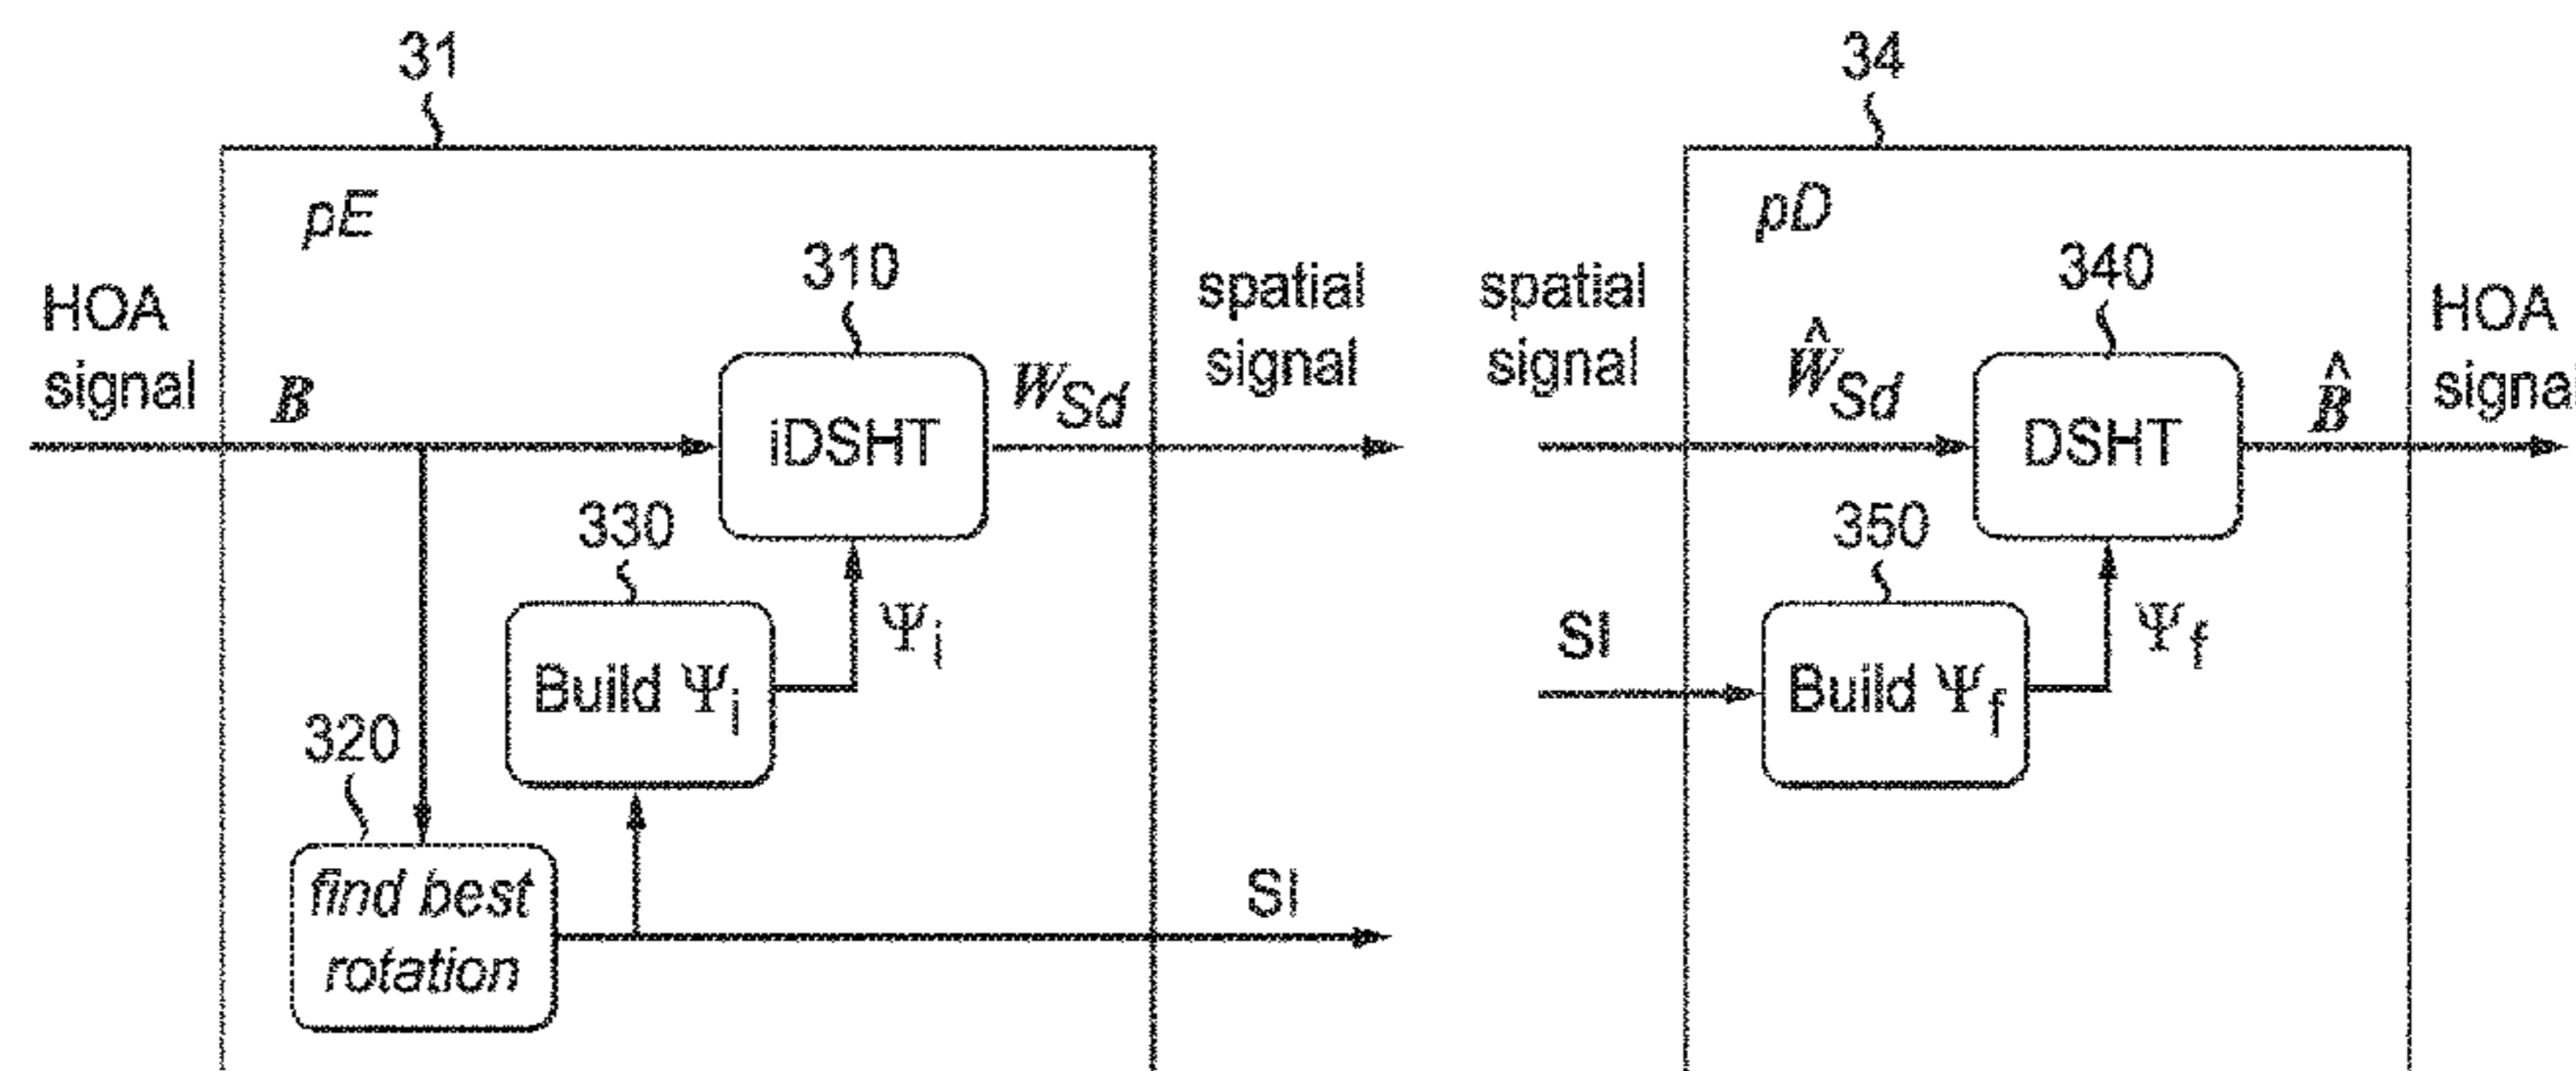 31
pE
HOA
signal
B
310
iDSHT
W_Sd
spatial
signal
330
Build Ψ_i
Ψ_i
320
find best
rotation
SI
34
pD
spatial
signal
Ŵ_Sd
340
DSHT
B̂
HOA
signal
350
SI
Build Ψ_f
Ψ_f